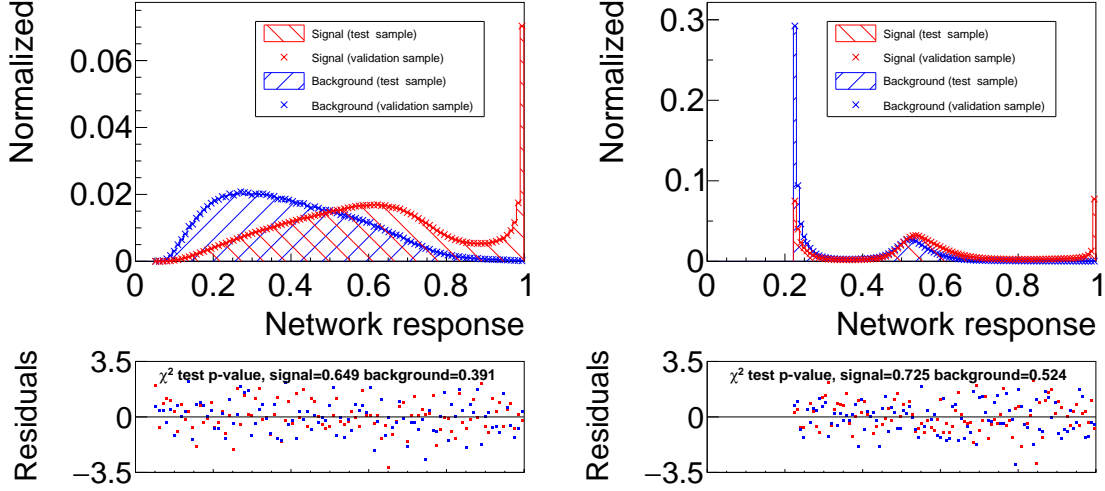 Normalized
0.06
0.04
0.02
0
Signal (test sample)
Signal (validation sample)
Background (test sample)
Background (validation sample)
0 0.2 0.4 0.6 0.8 1
Network response
Residuals
3.5
0
−3.5
χ² test p-value, signal=0.649 background=0.391
Normalized
0.3
0.2
0.1
0
Signal (test sample)
Signal (validation sample)
Background (test sample)
Background (validation sample)
0 0.2 0.4 0.6 0.8 1
Network response
Residuals
3.5
0
−3.5
χ² test p-value, signal=0.725 background=0.524